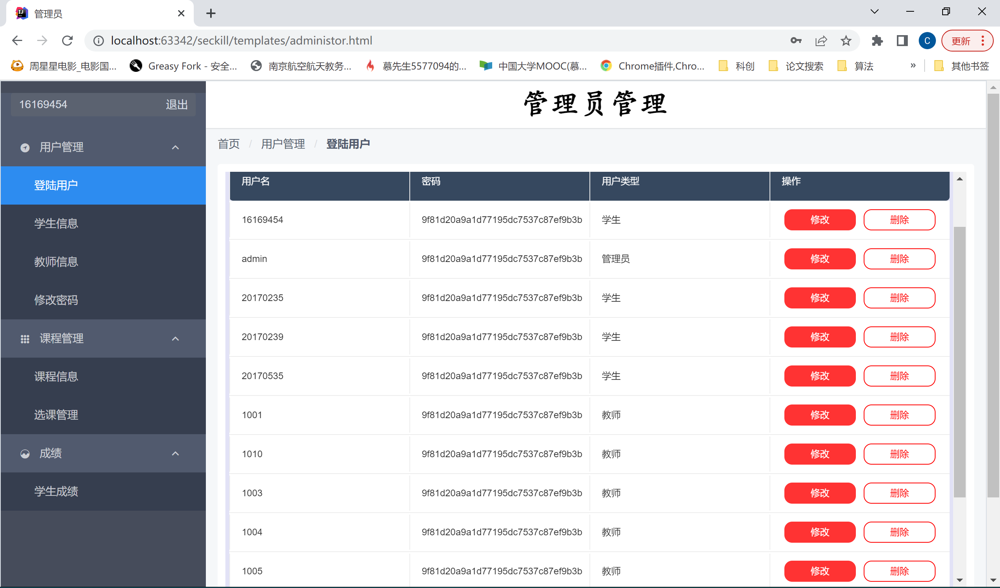 管理员
localhost:63342/seckill/templates/administor.html
C
更新
周星星电影_电影国...
Greasy Fork - 安全...
南京航空航天教务...
慕先生5577094的...
中国大学MOOC(慕...
Chrome插件,Chro...
科创
论文搜索
算法
»
其他书签
16169454 退出
用户管理
登陆用户
学生信息
教师信息
修改密码
课程管理
课程信息
选课管理
成绩
学生成绩
管理员管理
首页 / 用户管理 / 登陆用户
用户名 密码 用户类型 操作
16169454 9f81d20a9a1d77195dc7537c87ef9b3b 学生 修改 删除
admin 9f81d20a9a1d77195dc7537c87ef9b3b 管理员 修改 删除
20170235 9f81d20a9a1d77195dc7537c87ef9b3b 学生 修改 删除
20170239 9f81d20a9a1d77195dc7537c87ef9b3b 学生 修改 删除
20170535 9f81d20a9a1d77195dc7537c87ef9b3b 学生 修改 删除
1001 9f81d20a9a1d77195dc7537c87ef9b3b 教师 修改 删除
1010 9f81d20a9a1d77195dc7537c87ef9b3b 教师 修改 删除
1003 9f81d20a9a1d77195dc7537c87ef9b3b 教师 修改 删除
1004 9f81d20a9a1d77195dc7537c87ef9b3b 教师 修改 删除
1005 9f81d20a9a1d77195dc7537c87ef9b3b 教师 修改 删除